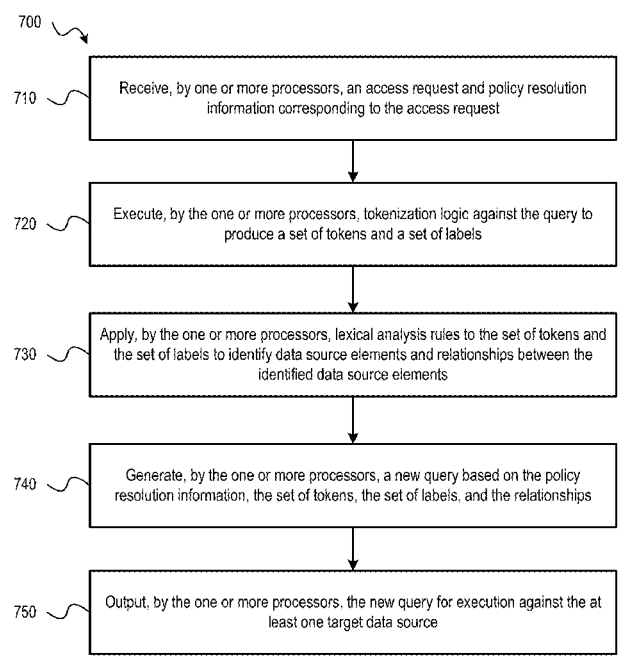 700
710
Receive, by one or more processors, an access request and policy resolution
information corresponding to the access request
720
Execute, by the one or more processors, tokenization logic against the query to
produce a set of tokens and a set of labels
730
Apply, by the one or more processors, lexical analysis rules to the set of tokens and
the set of labels to identify data source elements and relationships between the
identified data source elements
740
Generate, by the one or more processors, a new query based on the policy
resolution information, the set of tokens, the set of labels, and the relationships
750
Output, by the one or more processors, the new query for execution against the at
least one target data source